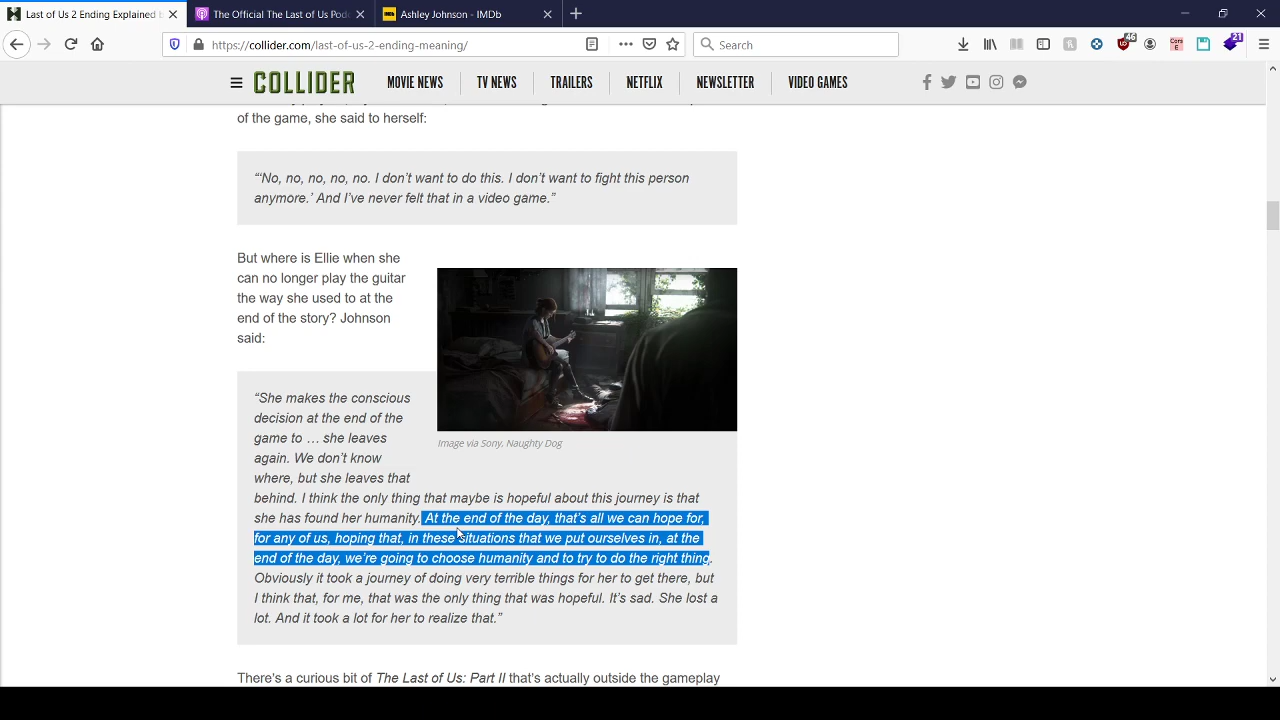 Last of Us 2 Ending Explained b
The Official The Last of Us Pod
Ashley Johnson - IMDb
https://collider.com/last-of-us-2-ending-meaning/
Search
46
21
COLLIDER
MOVIE NEWS
TV NEWS
TRAILERS
NETFLIX
NEWSLETTER
VIDEO GAMES
of the game, she said to herself:
“‘No, no, no, no, no. I don’t want to do this. I don’t want to fight this person
anymore.’ And I’ve never felt that in a video game.”
But where is Ellie when she
can no longer play the guitar
the way she used to at the
end of the story? Johnson
said:
Image via Sony, Naughty Dog
“She makes the conscious
decision at the end of the
game to … she leaves
again. We don’t know
where, but she leaves that
behind. I think the only thing that maybe is hopeful about this journey is that
she has found her humanity. At the end of the day, that’s all we can hope for,
for any of us, hoping that, in these situations that we put ourselves in, at the
end of the day, we’re going to choose humanity and to try to do the right thing.
Obviously it took a journey of doing very terrible things for her to get there, but
I think that, for me, that was the only thing that was hopeful. It’s sad. She lost a
lot. And it took a lot for her to realize that.”
There’s a curious bit of The Last of Us: Part II that’s actually outside the gameplay